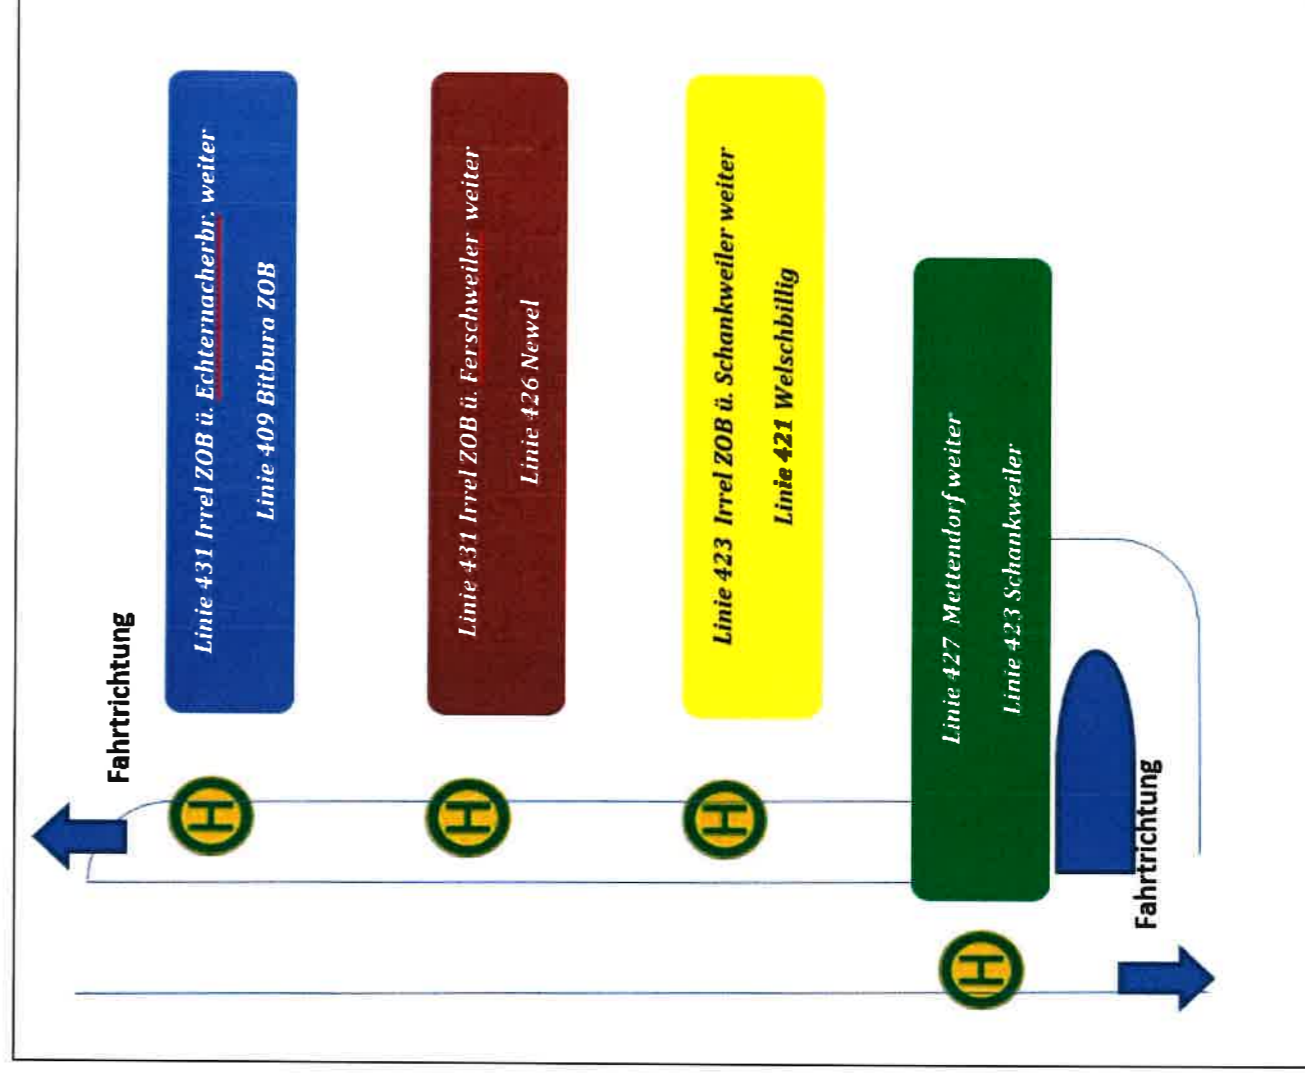 Fahrtrichtung
Linie 431 Irrel ZOB ü. Echternacherbr. weiter
Linie 409 Bitburg ZOB
H
Linie 431 Irrel ZOB ü. Ferschweiler weiter
Linie 426 Newel
H
Linie 423 Irrel ZOB ü. Schankweiler weiter
Linie 421 Welschbillig
H
Linie 427 Mettendorf weiter
Linie 423 Schankweiler
H
Fahrtrichtung